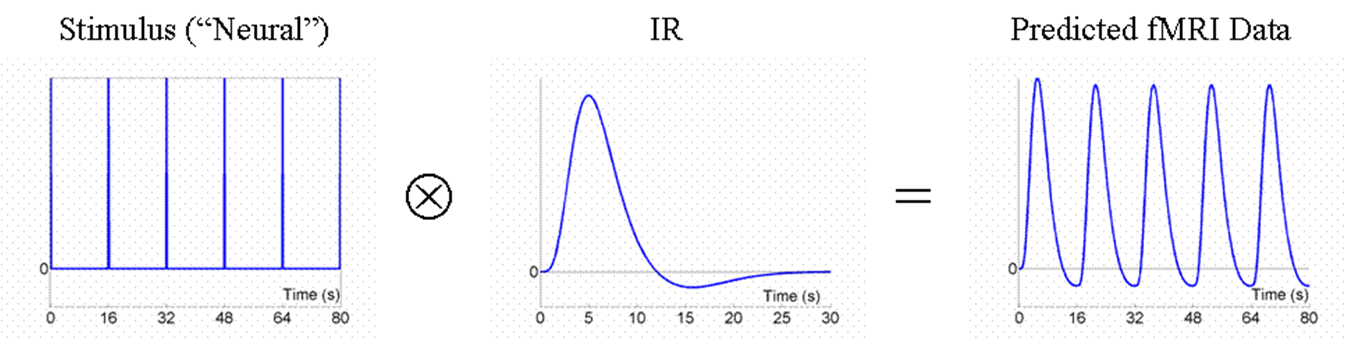 Stimulus (“Neural”)
IR
Predicted fMRI Data
0
Time (s)
0 16 32 48 64 80
0
Time (s)
0 5 10 15 20 25 30
0
Time (s)
0 16 32 48 64 80